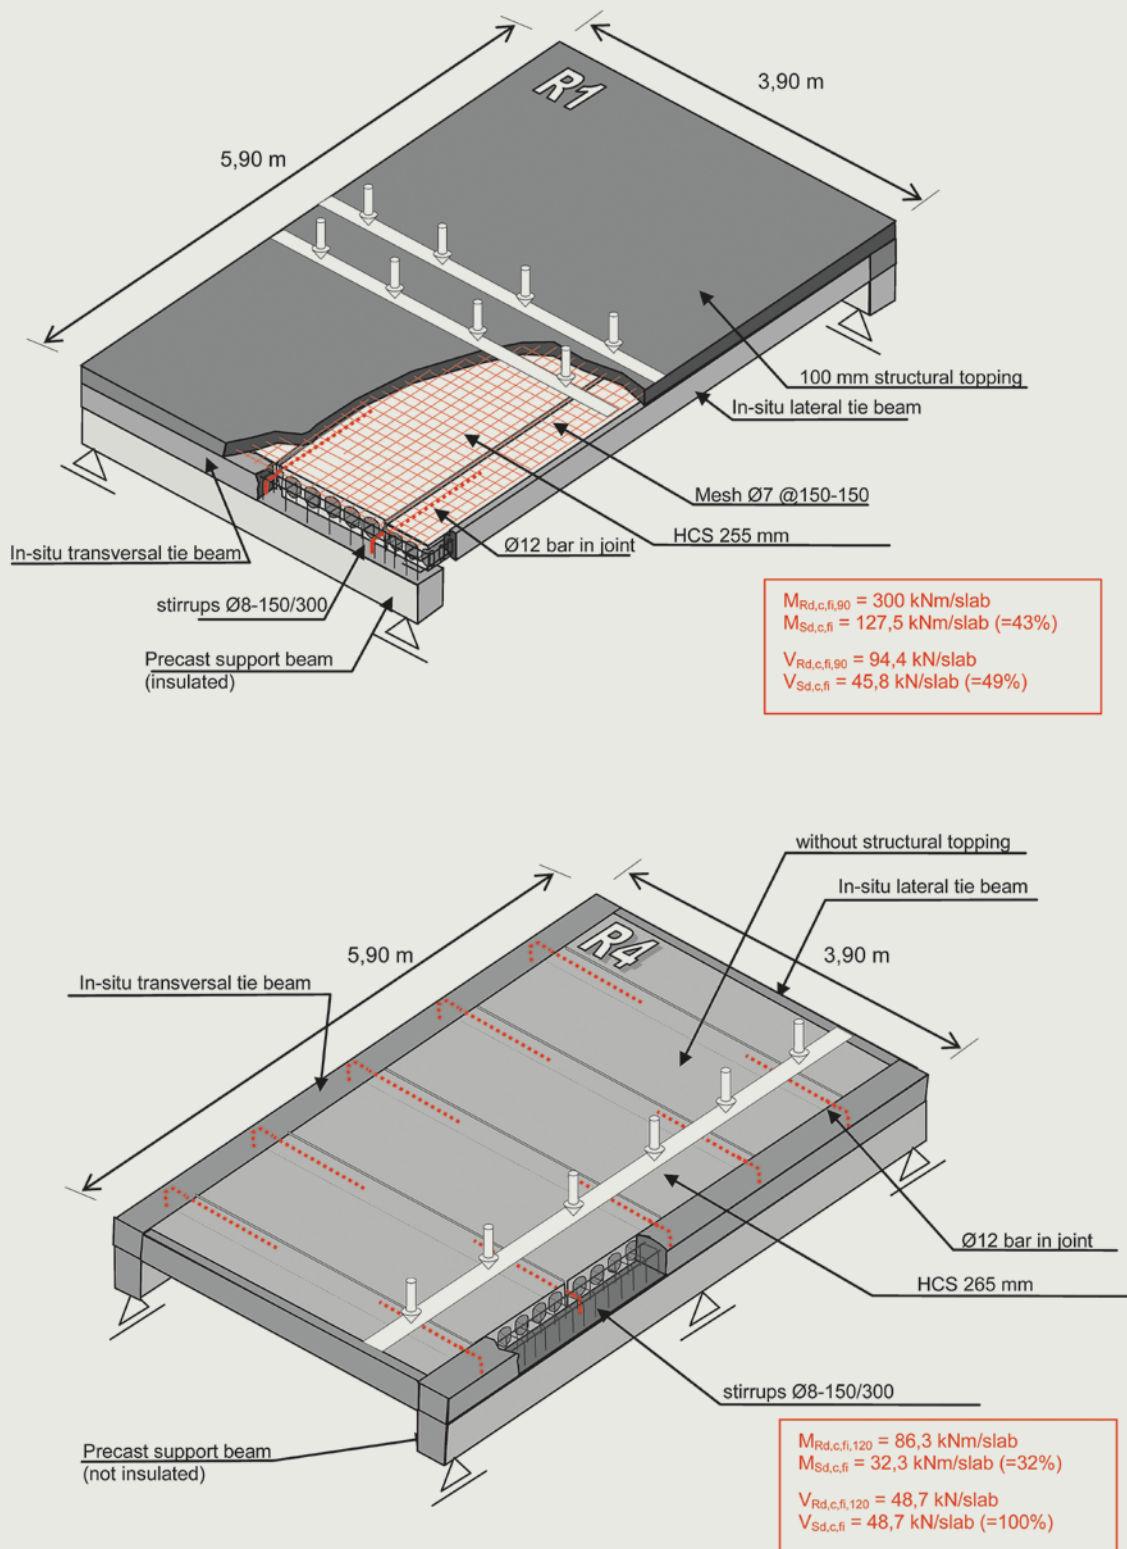 R1
3,90 m
5,90 m
100 mm structural topping
In-situ lateral tie beam
Mesh Ø7 @150-150
HCS 255 mm
Ø12 bar in joint
In-situ transversal tie beam
stirrups Ø8-150/300
Precast support beam
(insulated)
MRd,c,fi,90 = 300 kNm/slab
MSd,c,fi = 127,5 kNm/slab (=43%)
VRd,c,fi,90 = 94,4 kN/slab
VSd,c,fi = 45,8 kN/slab (=49%)
without structural topping
In-situ lateral tie beam
R4
5,90 m
3,90 m
In-situ transversal tie beam
Ø12 bar in joint
HCS 265 mm
stirrups Ø8-150/300
Precast support beam
(not insulated)
MRd,c,fi,120 = 86,3 kNm/slab
MSd,c,fi = 32,3 kNm/slab (=32%)
VRd,c,fi,120 = 48,7 kN/slab
VSd,c,fi = 48,7 kN/slab (=100%)